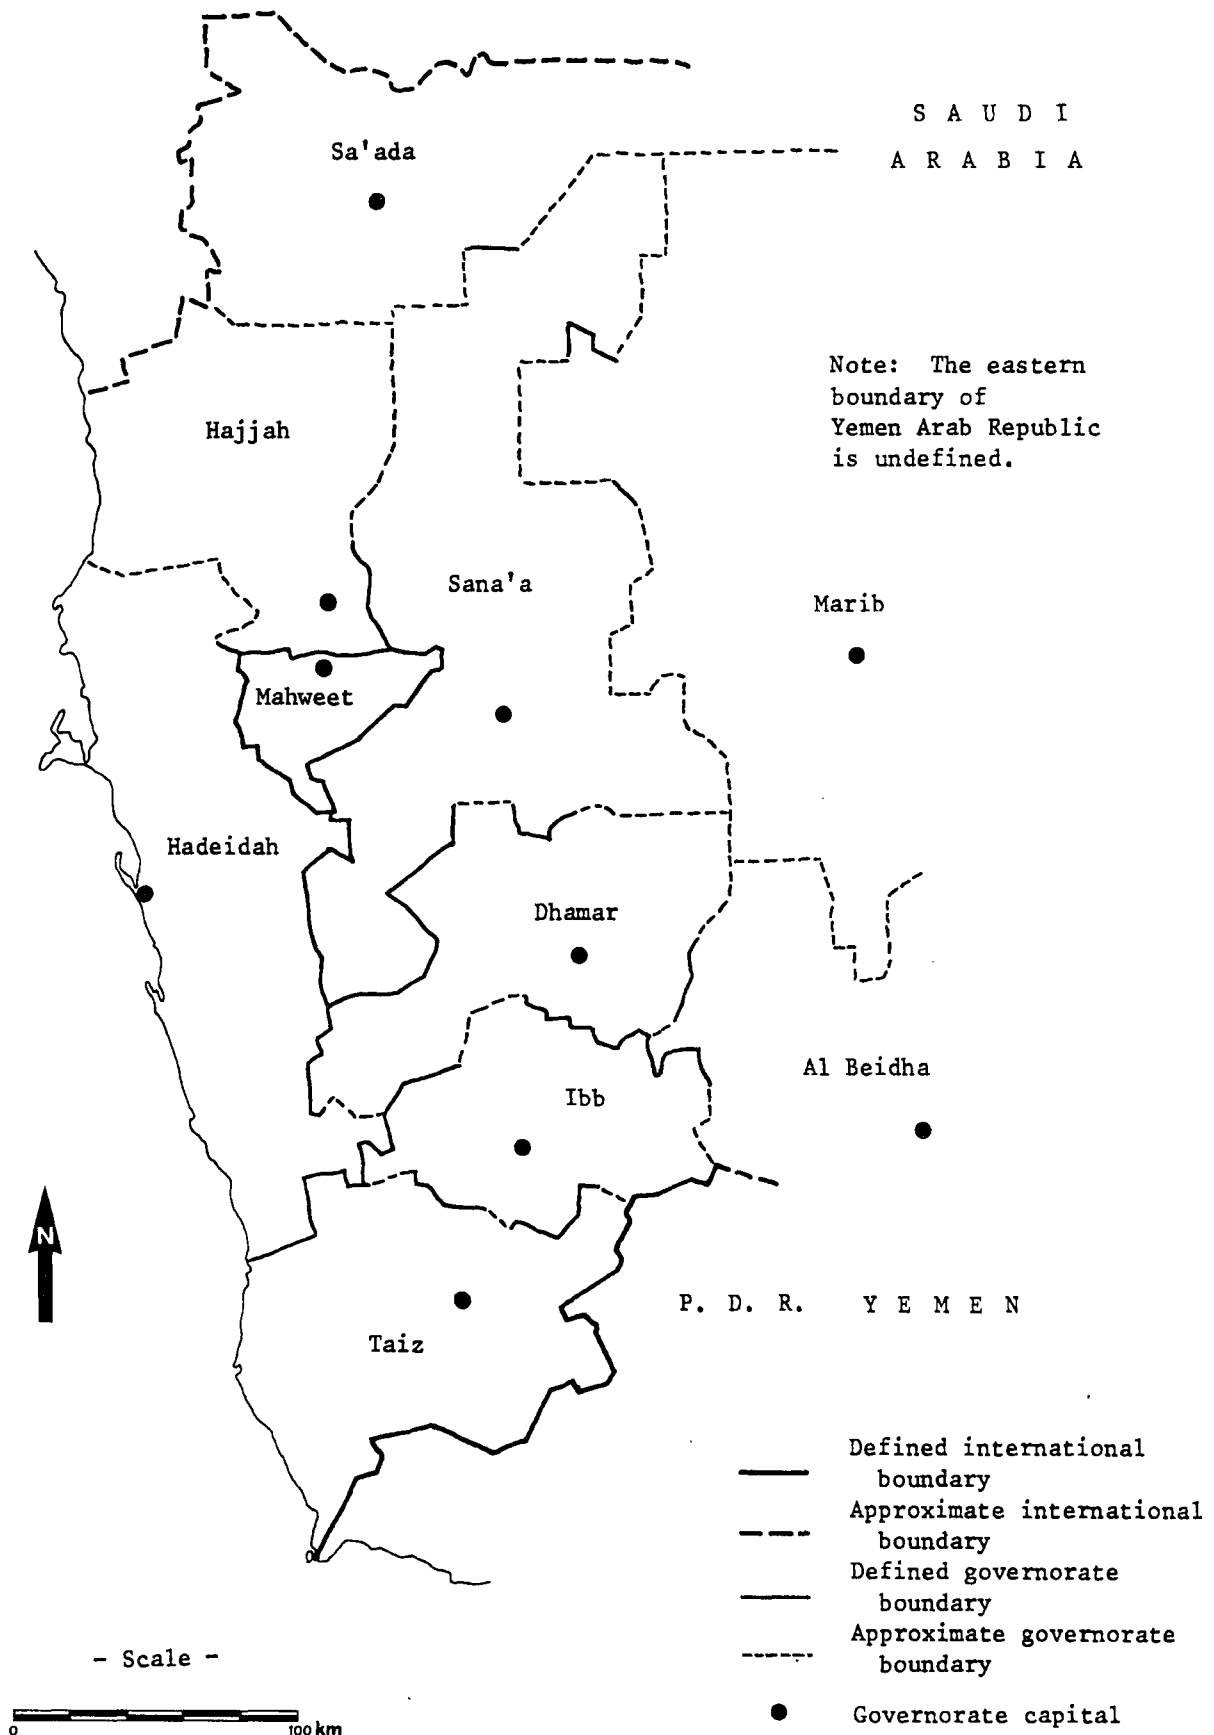 S A U D I
A R A B I A
Sa'ada
Note: The eastern
boundary of
Yemen Arab Republic
is undefined.
Hajjah
Sana'a
Marib
Mahweet
Hadeidah
Dhamar
Al Beidha
Ibb
N
P. D. R. Y E M E N
Taiz
Defined international
boundary
Approximate international
boundary
Defined governorate
boundary
Approximate governorate
boundary
Governorate capital
- Scale -
0 100 km